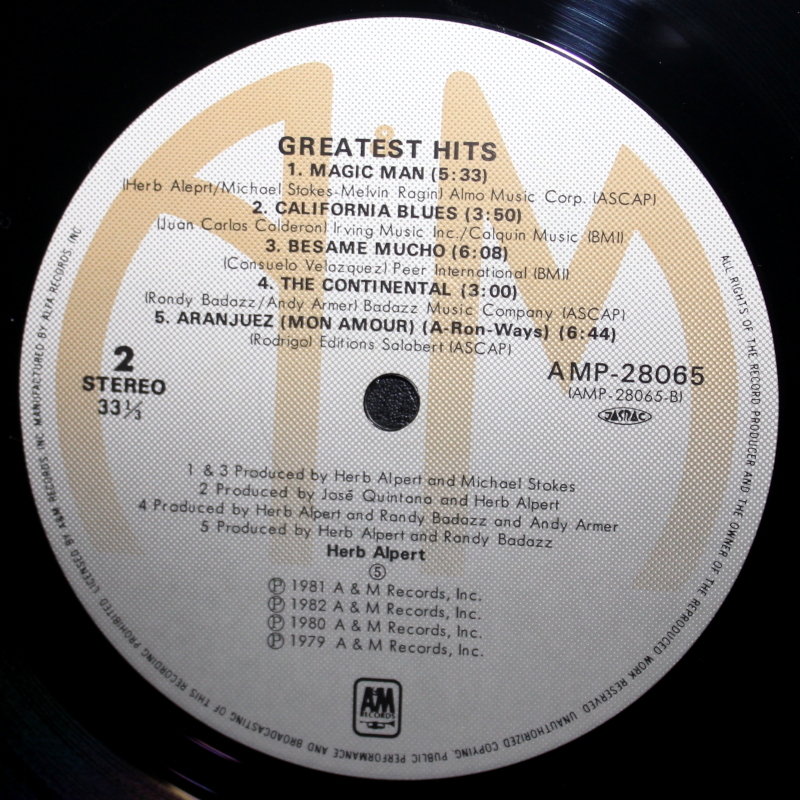 GREATEST HITS
1. MAGIC MAN (5:33)
(Herb Aleprt/Michael Stokes-Melvin Ragin) Almo Music Corp. (ASCAP)
2. CALIFORNIA BLUES (3:50)
(Juan Carlos Calderon) Irving Music Inc./Calquin Music (BMI)
3. BESAME MUCHO (6:08)
(Consuelo Velazquez) Peer International (BMI)
4. THE CONTINENTAL (3:00)
(Randy Badazz/Andy Armer) Badazz Music Company (ASCAP)
5. ARANJUEZ (MON AMOUR) (A-Ron-Ways) (6:44)
(Rodrigo) Editions Salabert (ASCAP)
2
STEREO
33⅓
AMP-28065
(AMP-28065-B)
JASRAC
1 & 3 Produced by Herb Alpert and Michael Stokes
2 Produced by José Quintana and Herb Alpert
4 Produced by Herb Alpert and Randy Badazz and Andy Armer
5 Produced by Herb Alpert and Randy Badazz
Herb Alpert
⑤
Ⓟ 1981 A & M Records, Inc.
Ⓟ 1982 A & M Records, Inc.
Ⓟ 1980 A & M Records, Inc.
Ⓟ 1979 A & M Records, Inc.
A&M
RECORDS
ALL RIGHTS OF THE RECORD PRODUCER AND THE OWNER OF THE REPRODUCED WORK RESERVED. UNAUTHORIZED COPYING, PUBLIC PERFORMANCE AND BROADCASTING OF THIS RECORDING PROHIBITED. LICENSED BY A&M RECORDS, INC. MANUFACTURED BY ALFA RECORDS, INC.